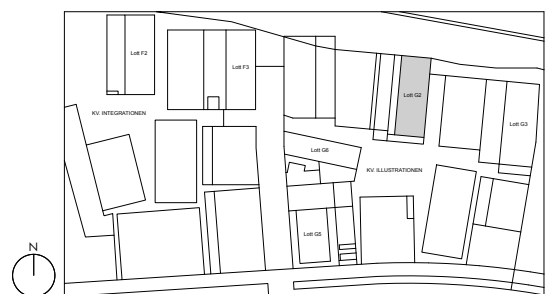 Lott F2
Lott F3
Lott G2
KV. INTEGRATIONEN
Lott G3
Lott G6
KV. ILLUSTRATIONEN
Lott G5
N